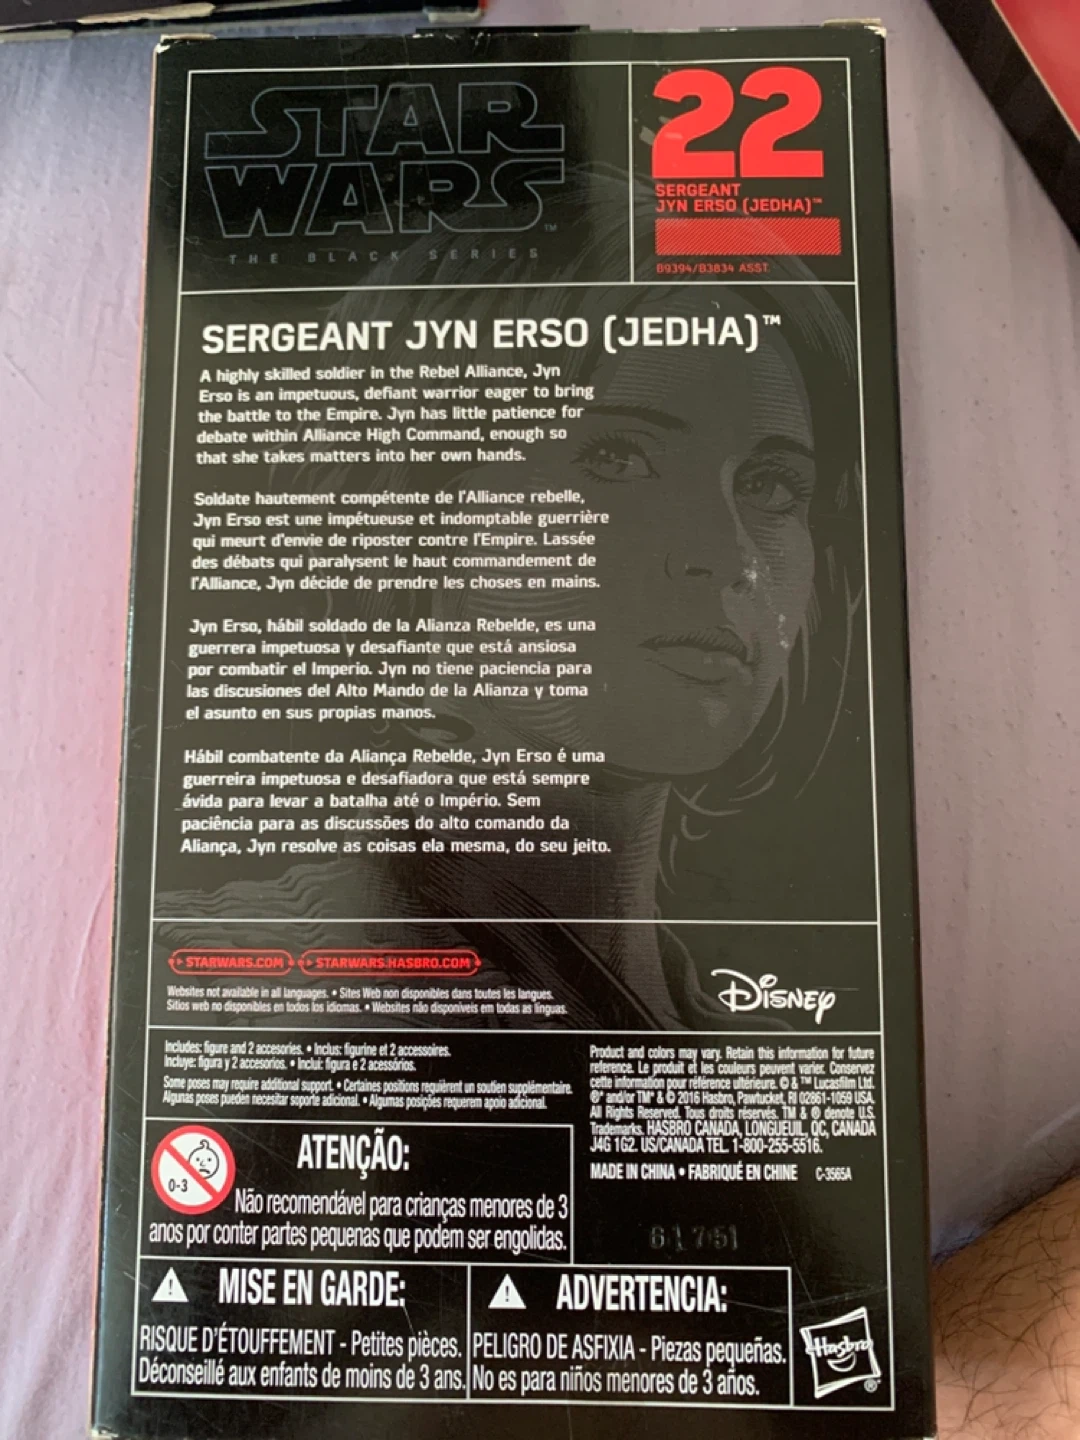 STAR
WARS™
THE BLACK SERIES
22
SERGEANT
JYN ERSO (JEDHA)™
B9394/B3834 ASST.
SERGEANT JYN ERSO (JEDHA)™
A highly skilled soldier in the Rebel Alliance, Jyn
Erso is an impetuous, defiant warrior eager to bring
the battle to the Empire. Jyn has little patience for
debate within Alliance High Command, enough so
that she takes matters into her own hands.
Soldate hautement compétente de l'Alliance rebelle,
Jyn Erso est une impétueuse et indomptable guerrière
qui meurt d'envie de riposter contre l'Empire. Lassée
des débats qui paralysent le haut commandement de
l'Alliance, Jyn décide de prendre les choses en mains.
Jyn Erso, hábil soldado de la Alianza Rebelde, es una
guerrera impetuosa y desafiante que está ansiosa
por combatir el Imperio. Jyn no tiene paciencia para
las discusiones del Alto Mando de la Alianza y toma
el asunto en sus propias manos.
Hábil combatente da Aliança Rebelde, Jyn Erso é uma
guerreira impetuosa e desafiadora que está sempre
ávida para levar a batalha até o Império. Sem
paciência para as discussões do alto comando da
Aliança, Jyn resolve as coisas ela mesma, do seu jeito.
STARWARS.COM STARWARS.HASBRO.COM
Websites not available in all languages. • Sites Web non disponibles dans toutes les langues.
Sitios web no disponibles en todos los idiomas. • Websites não disponíveis em todas as línguas.
Disney
Includes: figure and 2 accesories. • Inclus: figurine et 2 accessoires.
Incluye: figura y 2 accesorios. • Inclui: figura e 2 acessórios.
Some poses may require additional support. • Certaines positions requièrent un soutien supplémentaire.
Algunas poses pueden necesitar soporte adicional. • Algumas posições requerem apoio adicional.
Product and colors may vary. Retain this information for future
reference. Le produit et les couleurs peuvent varier. Conservez
cette information pour référence ultérieure. © & ™ Lucasfilm Ltd.
®* and/or TM* & © 2016 Hasbro, Pawtucket, RI 02861-1059 USA.
All Rights Reserved. Tous droits réservés. TM & ® denote U.S.
Trademarks. HASBRO CANADA, LONGUEUIL, QC, CANADA
J4G 1G2. US/CANADA TEL. 1-800-255-5516.
MADE IN CHINA • FABRIQUÉ EN CHINE C-3565A
61751
0-3
ATENÇÃO:
Não recomendável para crianças menores de 3
anos por conter partes pequenas que podem ser engolidas.
MISE EN GARDE:
RISQUE D'ÉTOUFFEMENT - Petites pièces.
Déconseillé aux enfants de moins de 3 ans.
ADVERTENCIA:
PELIGRO DE ASFIXIA - Piezas pequeñas.
No es para niños menores de 3 años.
Hasbro®